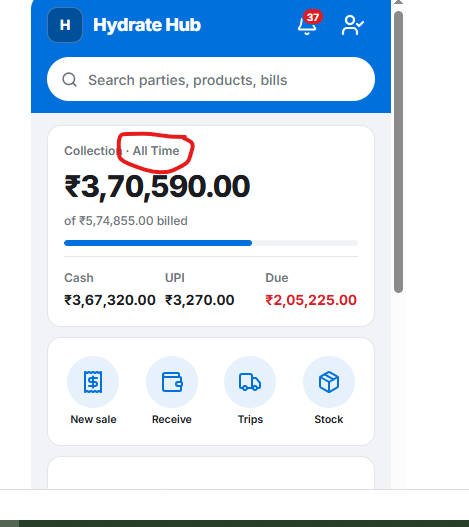 H
Hydrate Hub
37
Search parties, products, bills
Collection · All Time
₹3,70,590.00
of ₹5,74,855.00 billed
Cash UPI Due
₹3,67,320.00 ₹3,270.00 ₹2,05,225.00
New sale Receive Trips Stock